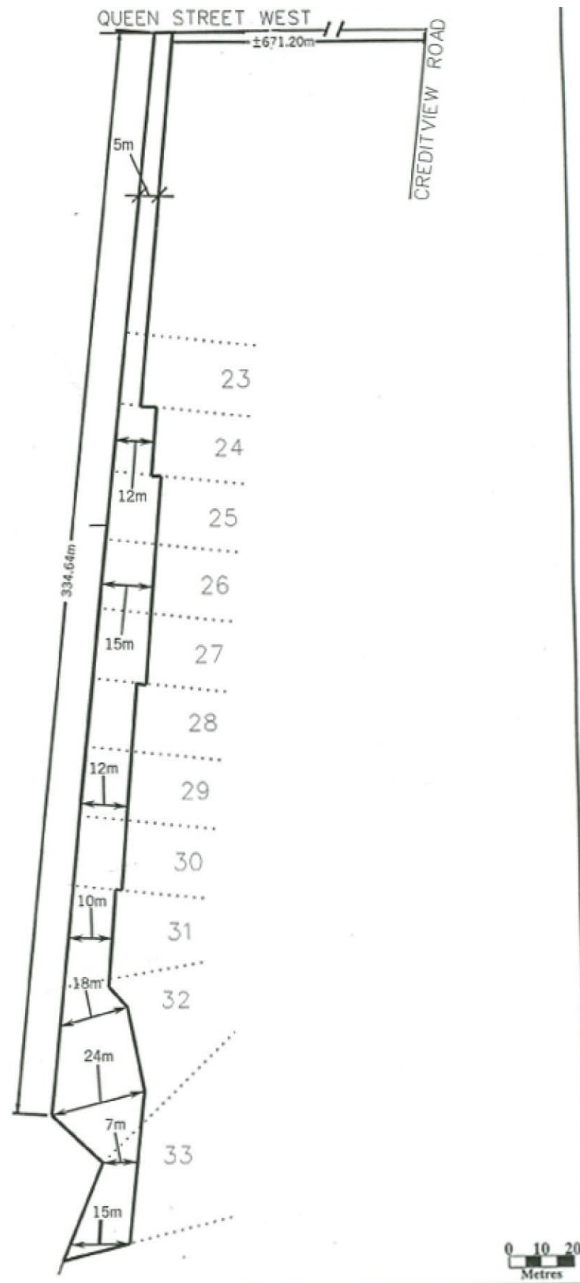 QUEEN STREET WEST
±671.20m
CREDITVIEW ROAD
5m
23
24
12m
25
334.64m
26
15m
27
28
12m
29
30
10m
31
18m
32
24m
7m
33
15m
0 10 20
Metres